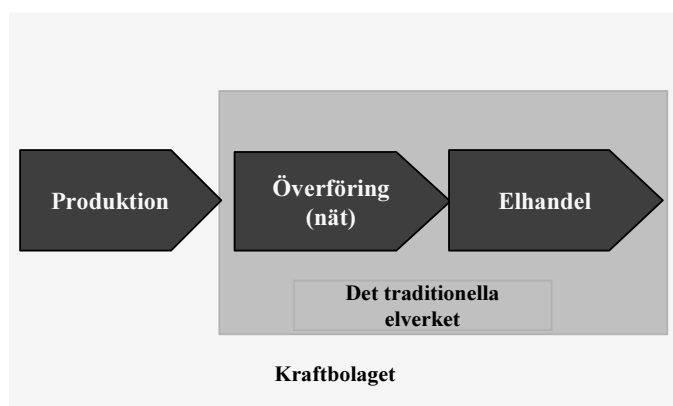 Produktion
Överföring
(nät)
Elhandel
Det traditionella
elverket
Kraftbolaget